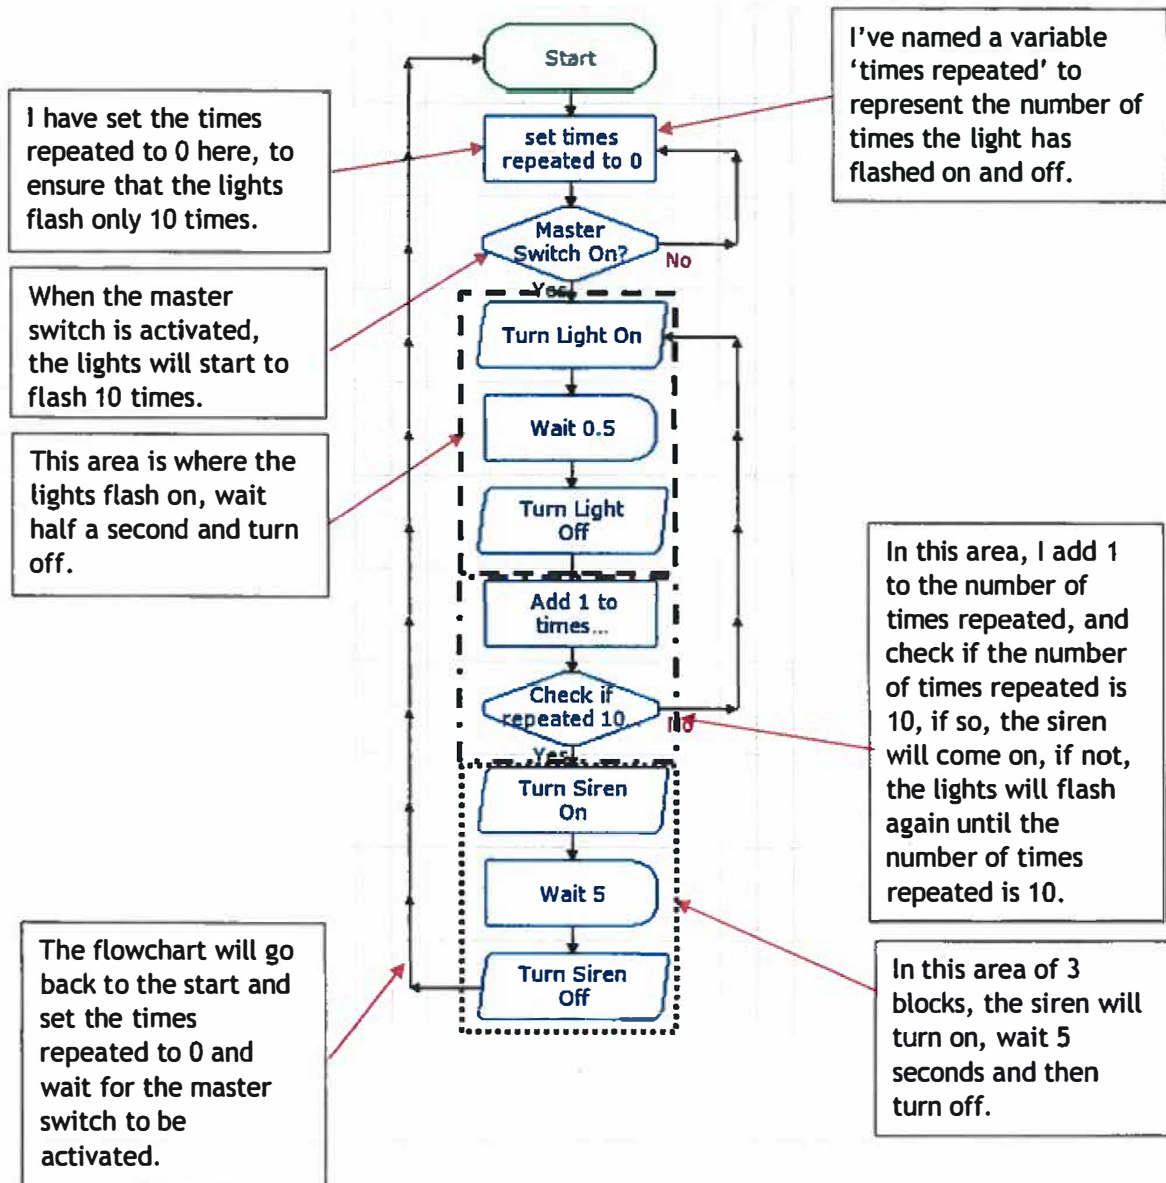 Start
I've named a variable
'times repeated' to
represent the number of
times the light has
flashed on and off.
I have set the times
repeated to 0 here, to
ensure that the lights
flash only 10 times.
set times
repeated to 0
Master
Switch On?
No
Yes
When the master
switch is activated,
the lights will start to
flash 10 times.
Turn Light On
Wait 0.5
This area is where the
lights flash on, wait
half a second and turn
off.
Turn Light
Off
In this area, I add 1
to the number of
times repeated, and
check if the number
of times repeated is
10, if so, the siren
will come on, if not,
the lights will flash
again until the
number of times
repeated is 10.
Add 1 to
times...
Check if
repeated 10
No
Yes
Turn Siren
On
Wait 5
Turn Siren
Off
The flowchart will go
back to the start and
set the times
repeated to 0 and
wait for the master
switch to be
activated.
In this area of 3
blocks, the siren will
turn on, wait 5
seconds and then
turn off.